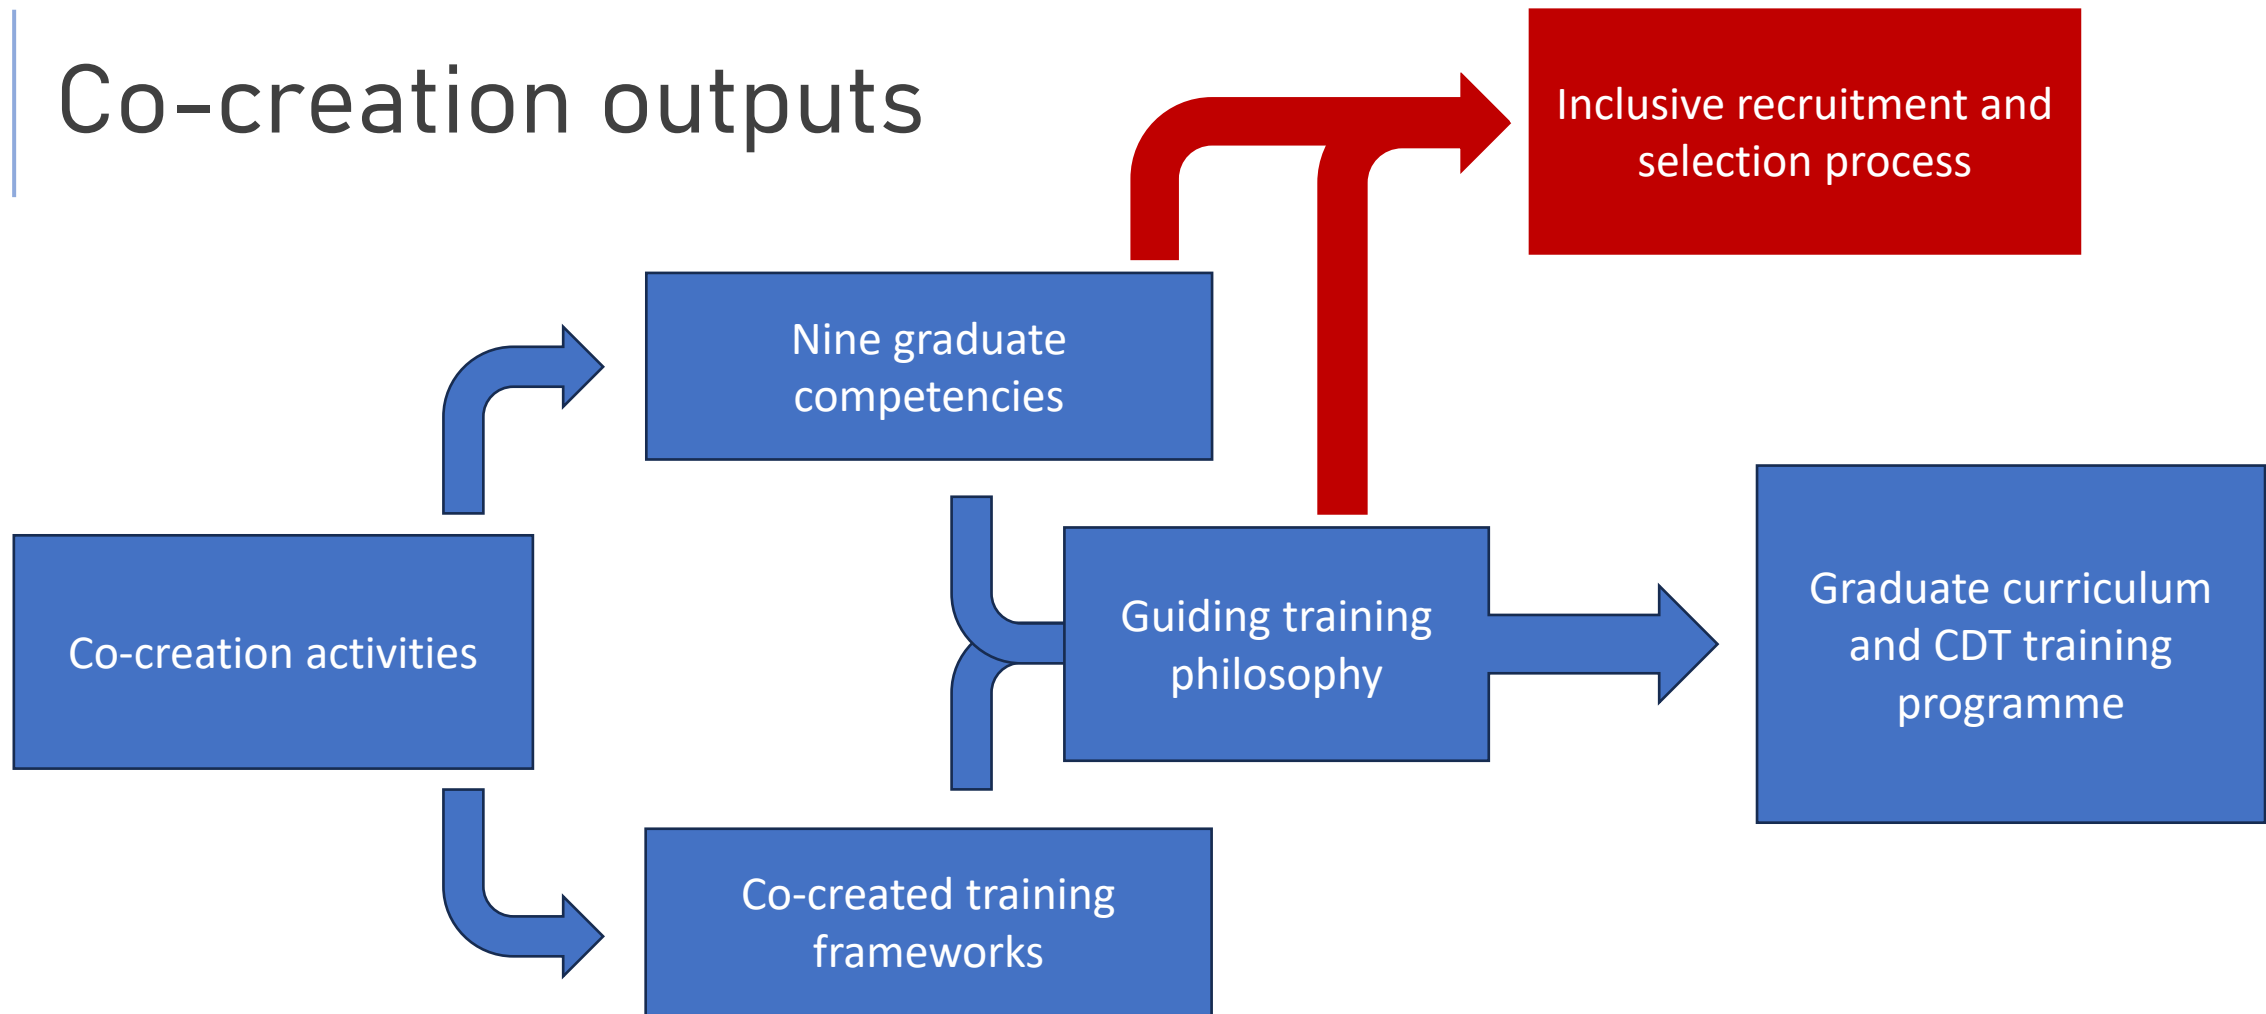 Co-creation outputs
Inclusive recruitment and
selection process
Nine graduate
competencies
Co-creation activities
Guiding training
philosophy
Graduate curriculum
and CDT training
programme
Co-created training
frameworks